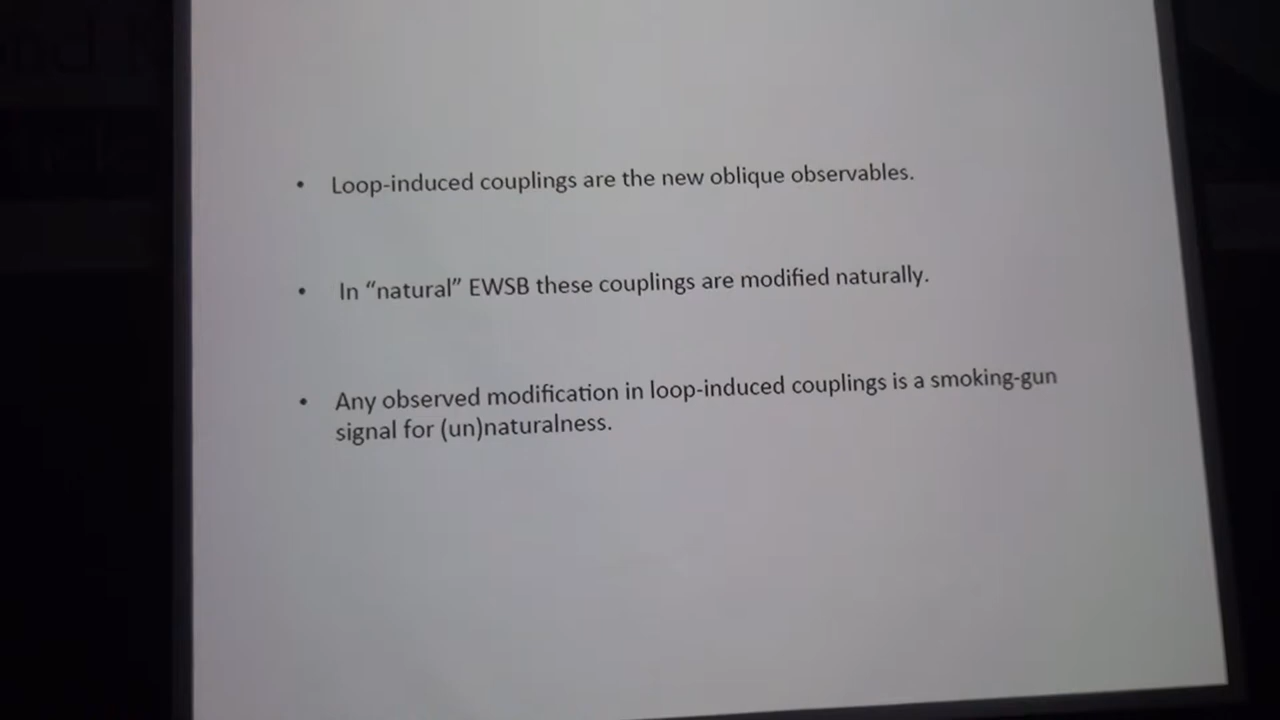 • Loop-induced couplings are the new oblique observables.
• In “natural” EWSB these couplings are modified naturally.
• Any observed modification in loop-induced couplings is a smoking-gun
signal for (un)naturalness.